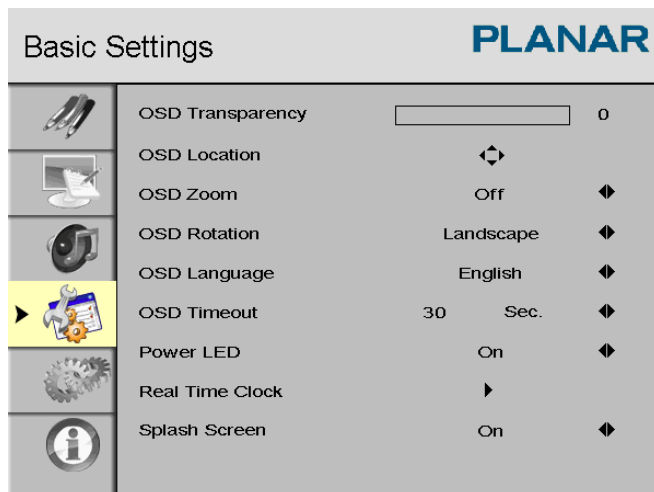 Basic Settings PLANAR
OSD Transparency 0
OSD Location
OSD Zoom Off
OSD Rotation Landscape
OSD Language English
OSD Timeout 30 Sec.
Power LED On
Real Time Clock
Splash Screen On